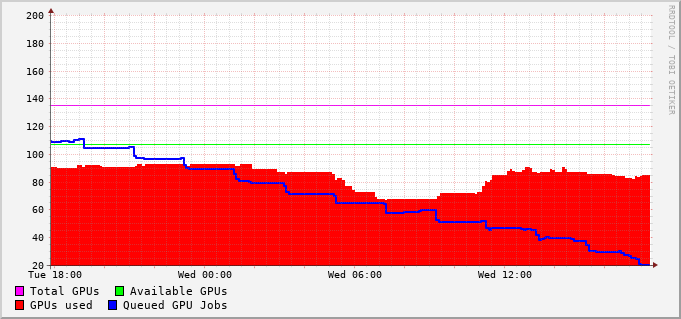 200
180
160
140
120
100
80
60
40
20
Tue 18:00 Wed 00:00 Wed 06:00 Wed 12:00
Total GPUs Available GPUs
GPUs used Queued GPU Jobs
RRDTOOL / TOBI OETIKER